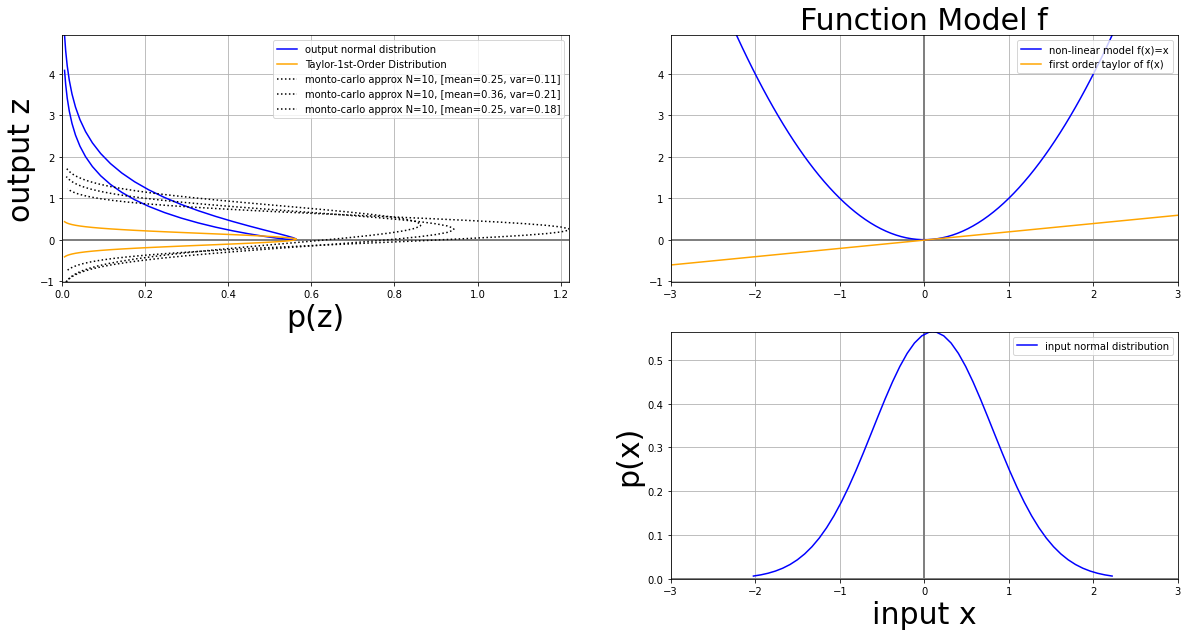 output z
4
3
2
1
0
−1
output normal distribution
Taylor-1st-Order Distribution
monto-carlo approx N=10, [mean=0.25, var=0.11]
monto-carlo approx N=10, [mean=0.36, var=0.21]
monto-carlo approx N=10, [mean=0.25, var=0.18]
0.0 0.2 0.4 0.6 0.8 1.0 1.2
p(z)
Function Model f
4
3
2
1
0
−1
non-linear model f(x)=x
first order taylor of f(x)
−3 −2 −1 0 1 2 3
p(x)
0.5
0.4
0.3
0.2
0.1
0.0
input normal distribution
−3 −2 −1 0 1 2 3
input x